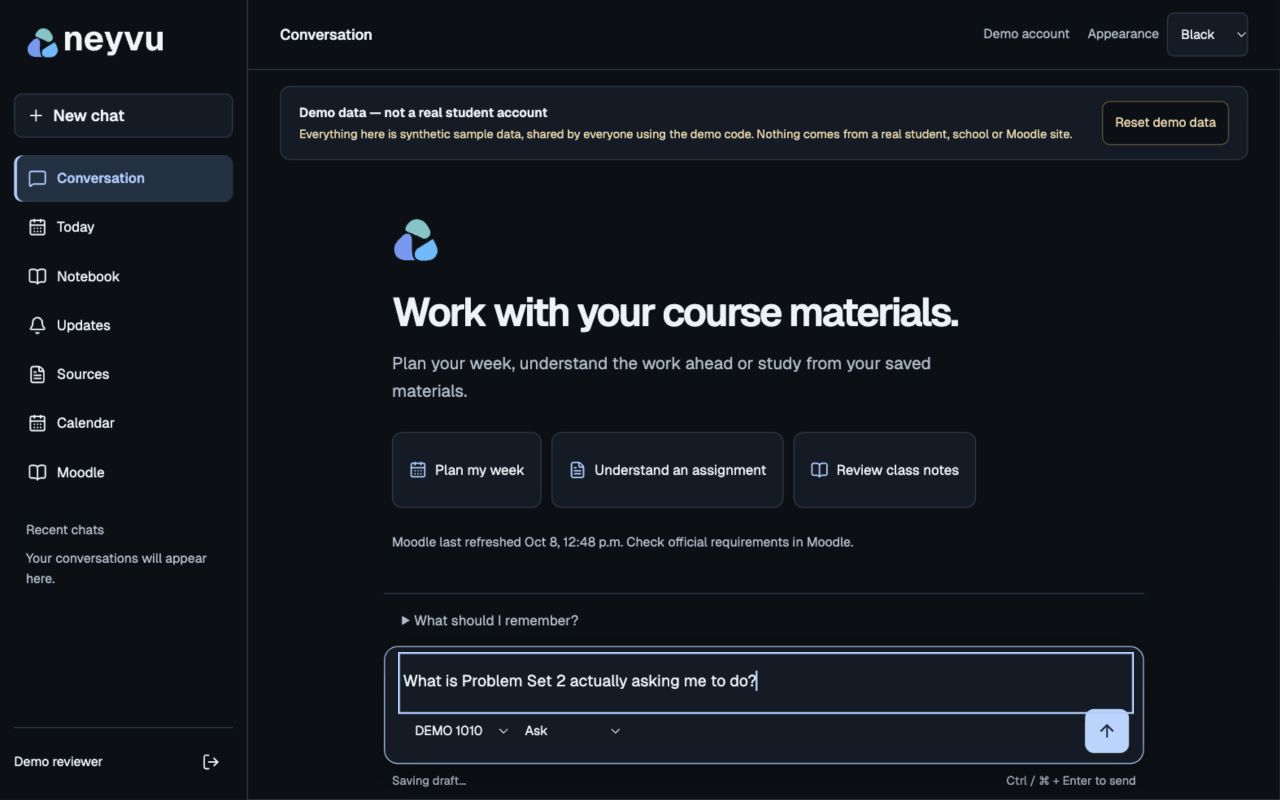 neyvu
New chat
Conversation
Today
Notebook
Updates
Sources
Calendar
Moodle
Recent chats
Your conversations will appear
here.
Demo reviewer
Conversation
Demo account
Appearance
Black
Demo data — not a real student account
Everything here is synthetic sample data, shared by everyone using the demo code. Nothing comes from a real student, school or Moodle site.
Reset demo data
Work with your course materials.
Plan your week, understand the work ahead or study from your saved
materials.
Plan my week
Understand an assignment
Review class notes
Moodle last refreshed Oct 8, 12:48 p.m. Check official requirements in Moodle.
What should I remember?
What is Problem Set 2 actually asking me to do?
DEMO 1010
Ask
Saving draft…
Ctrl / ⌘ + Enter to send